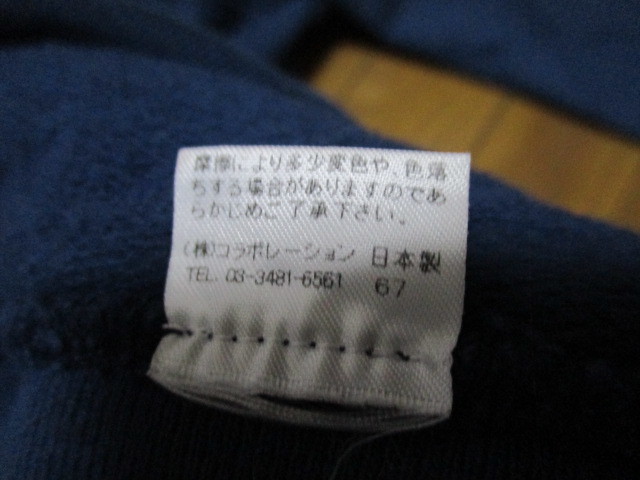 摩擦により多少変色や、色落
ちする場合がありますのであ
らかじめご了承下さい。
(株)コラボレーション 日本製
TEL. 03-3481-6561 67